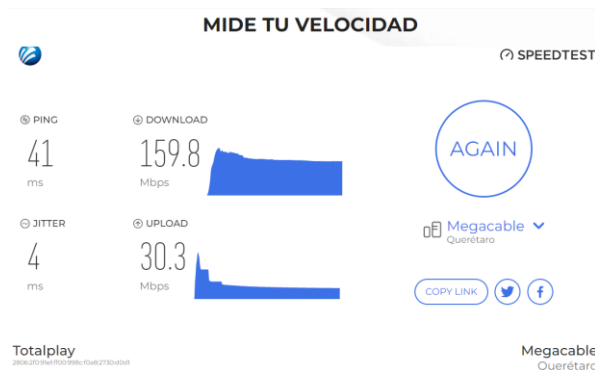 MIDE TU VELOCIDAD
SPEEDTEST
PING
41
ms
DOWNLOAD
159.8
Mbps
AGAIN
JITTER
4
ms
UPLOAD
30.3
Mbps
Megacable
Querétaro
COPY LINK
Totalplay
Megacable
Querétaro